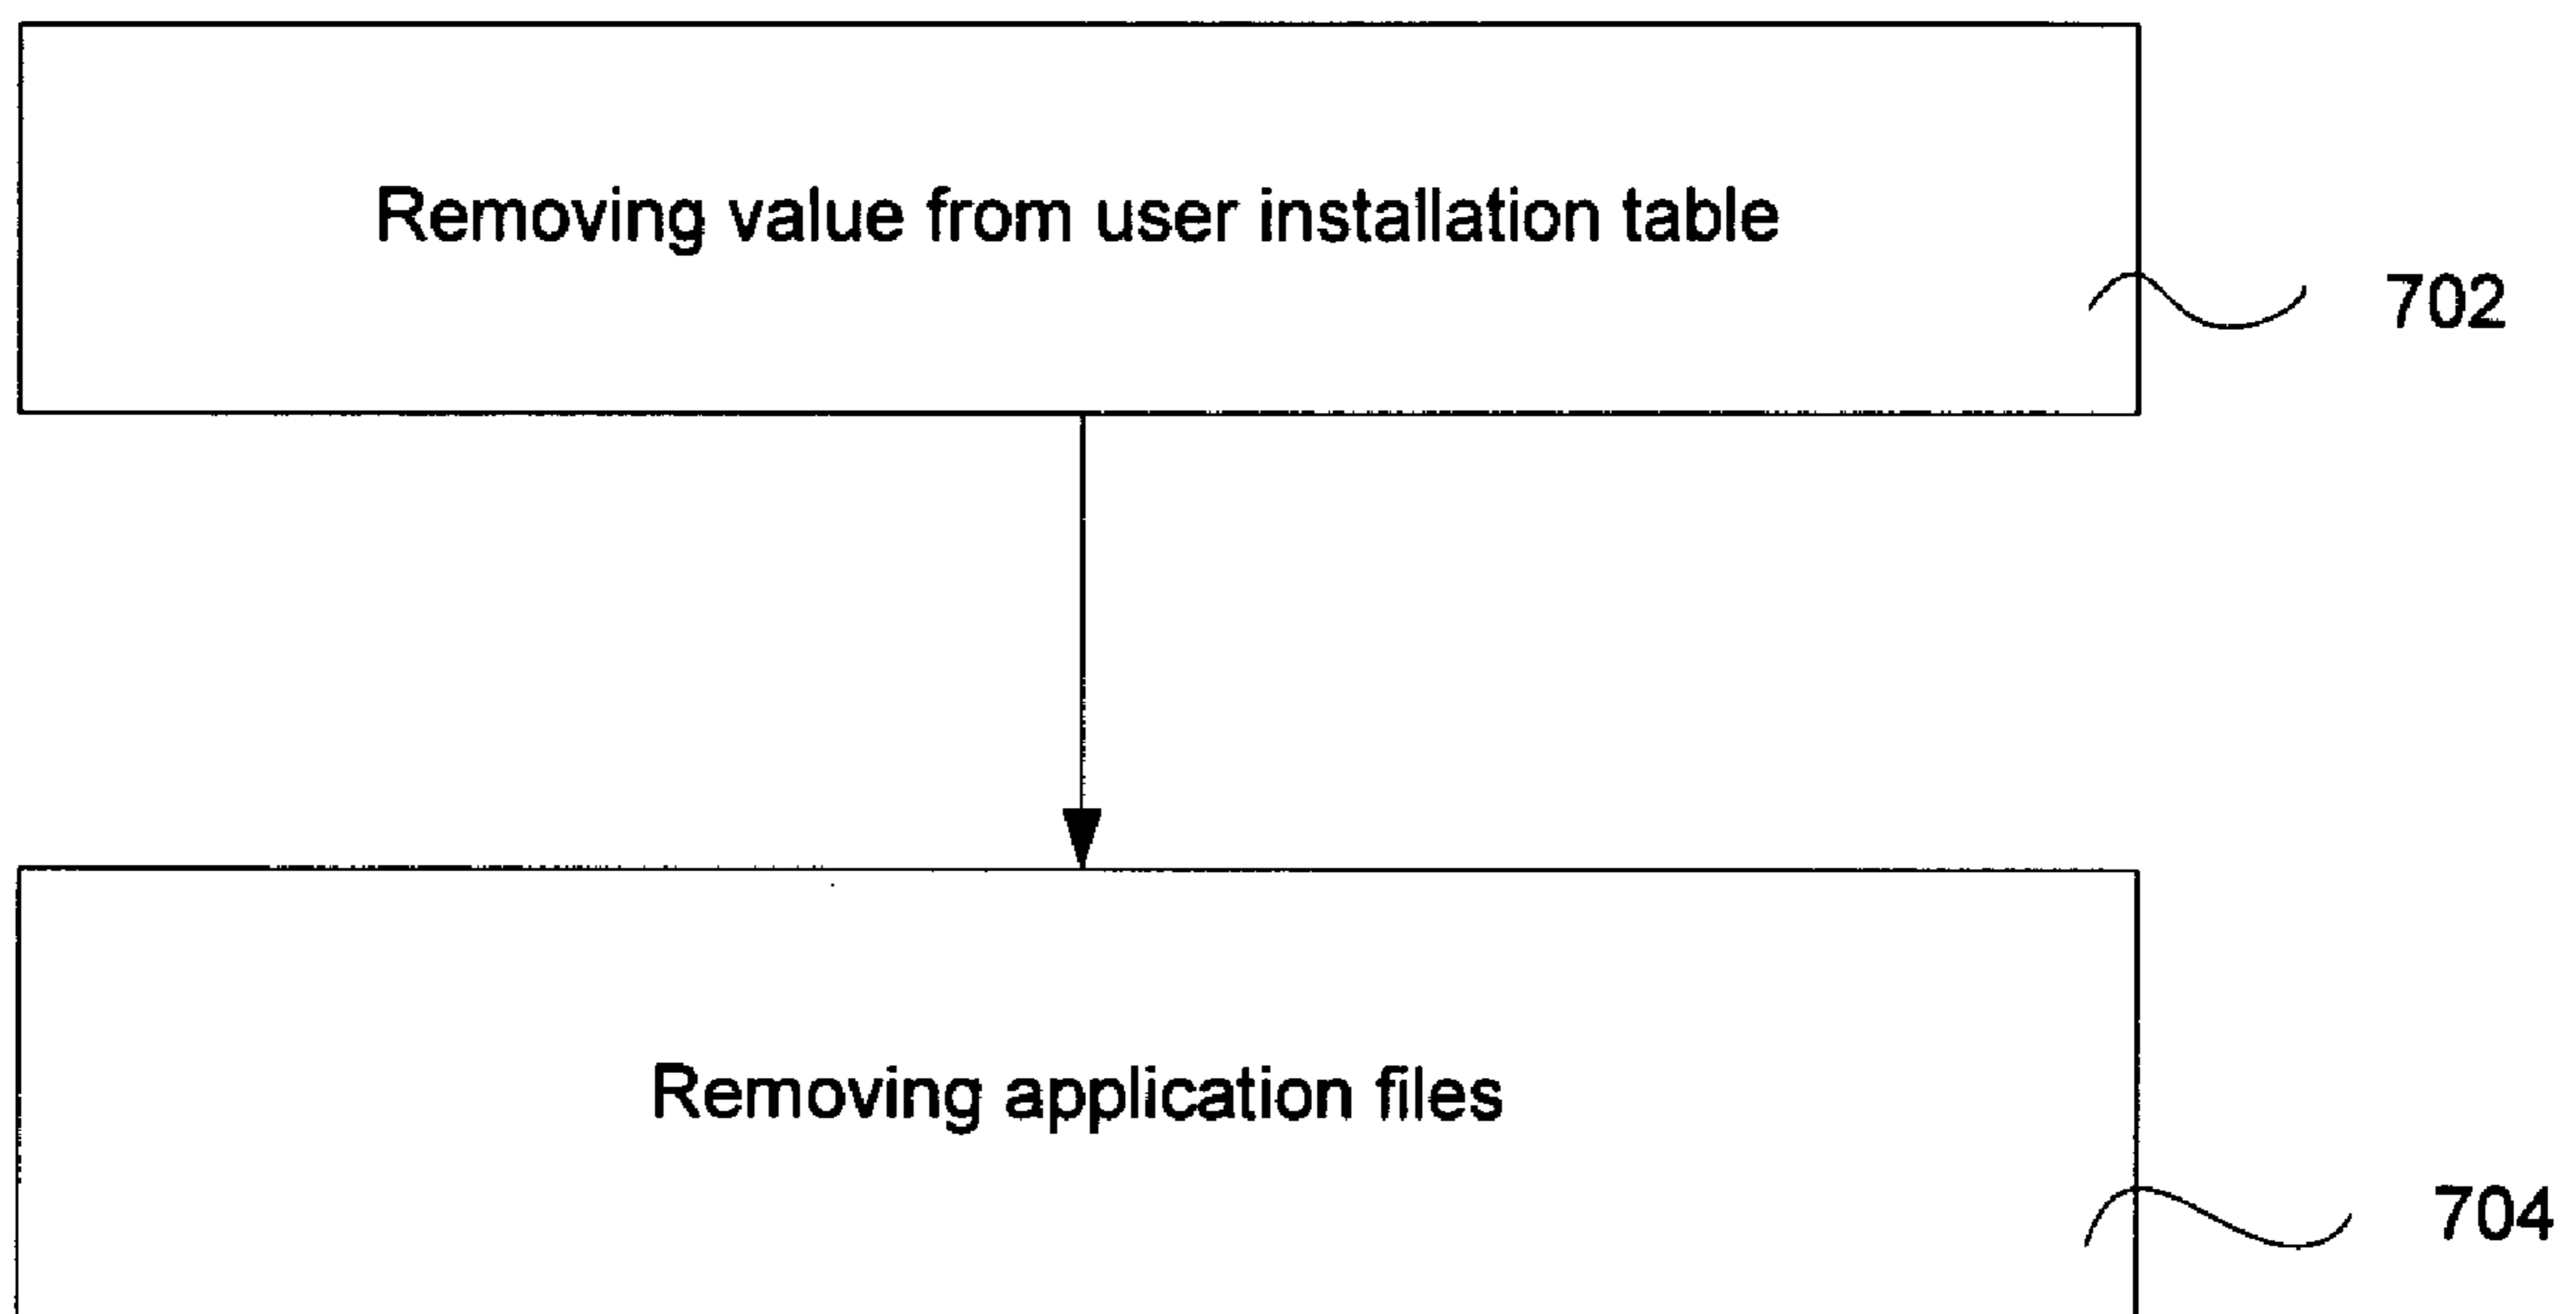 Removing value from user installation table
702
Removing application files
704